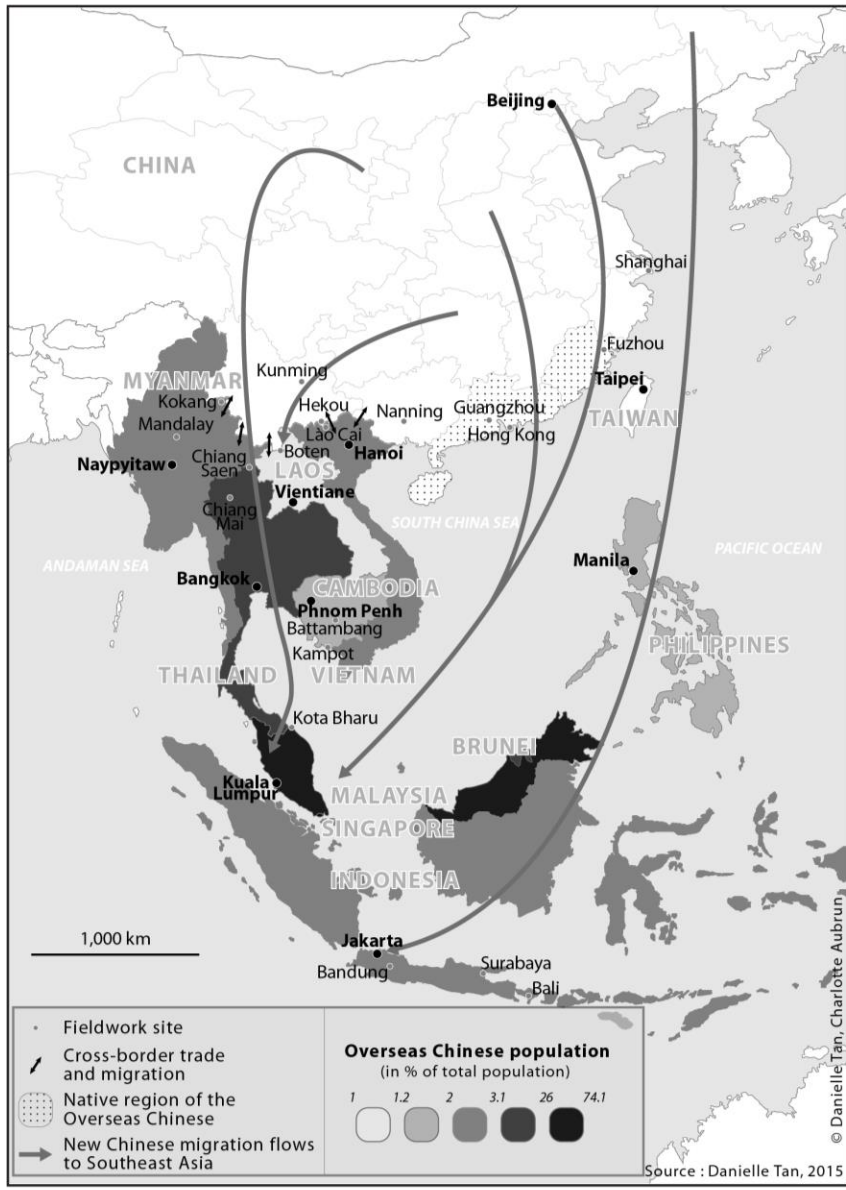 Beijing
CHINA
Shanghai
Fuzhou
Kunming
Taipei
MYANMAR
Kokang
Hekou
Nanning
Guangzhou
TAIWAN
Mandalay
Lào Cai
Hong Kong
Hanoi
Boten
Naypyitaw
Chiang
Saen
LAOS
Vientiane
Chiang
Mai
SOUTH CHINA SEA
PACIFIC OCEAN
ANDAMAN SEA
Manila
Bangkok
CAMBODIA
Phnom Penh
Battambang
PHILIPPINES
Kampot
THAILAND
VIETNAM
Kota Bharu
BRUNEI
Kuala
Lumpur
MALAYSIA
SINGAPORE
INDONESIA
1,000 km
Jakarta
Bandung
Surabaya
Bali
© Danielle Tan, Charlotte Aubrun
Fieldwork site
Cross-border trade
and migration
Native region of the
Overseas Chinese
New Chinese migration flows
to Southeast Asia
Overseas Chinese population
(in % of total population)
1 1.2 2 3.1 26 74.1
Source : Danielle Tan, 2015